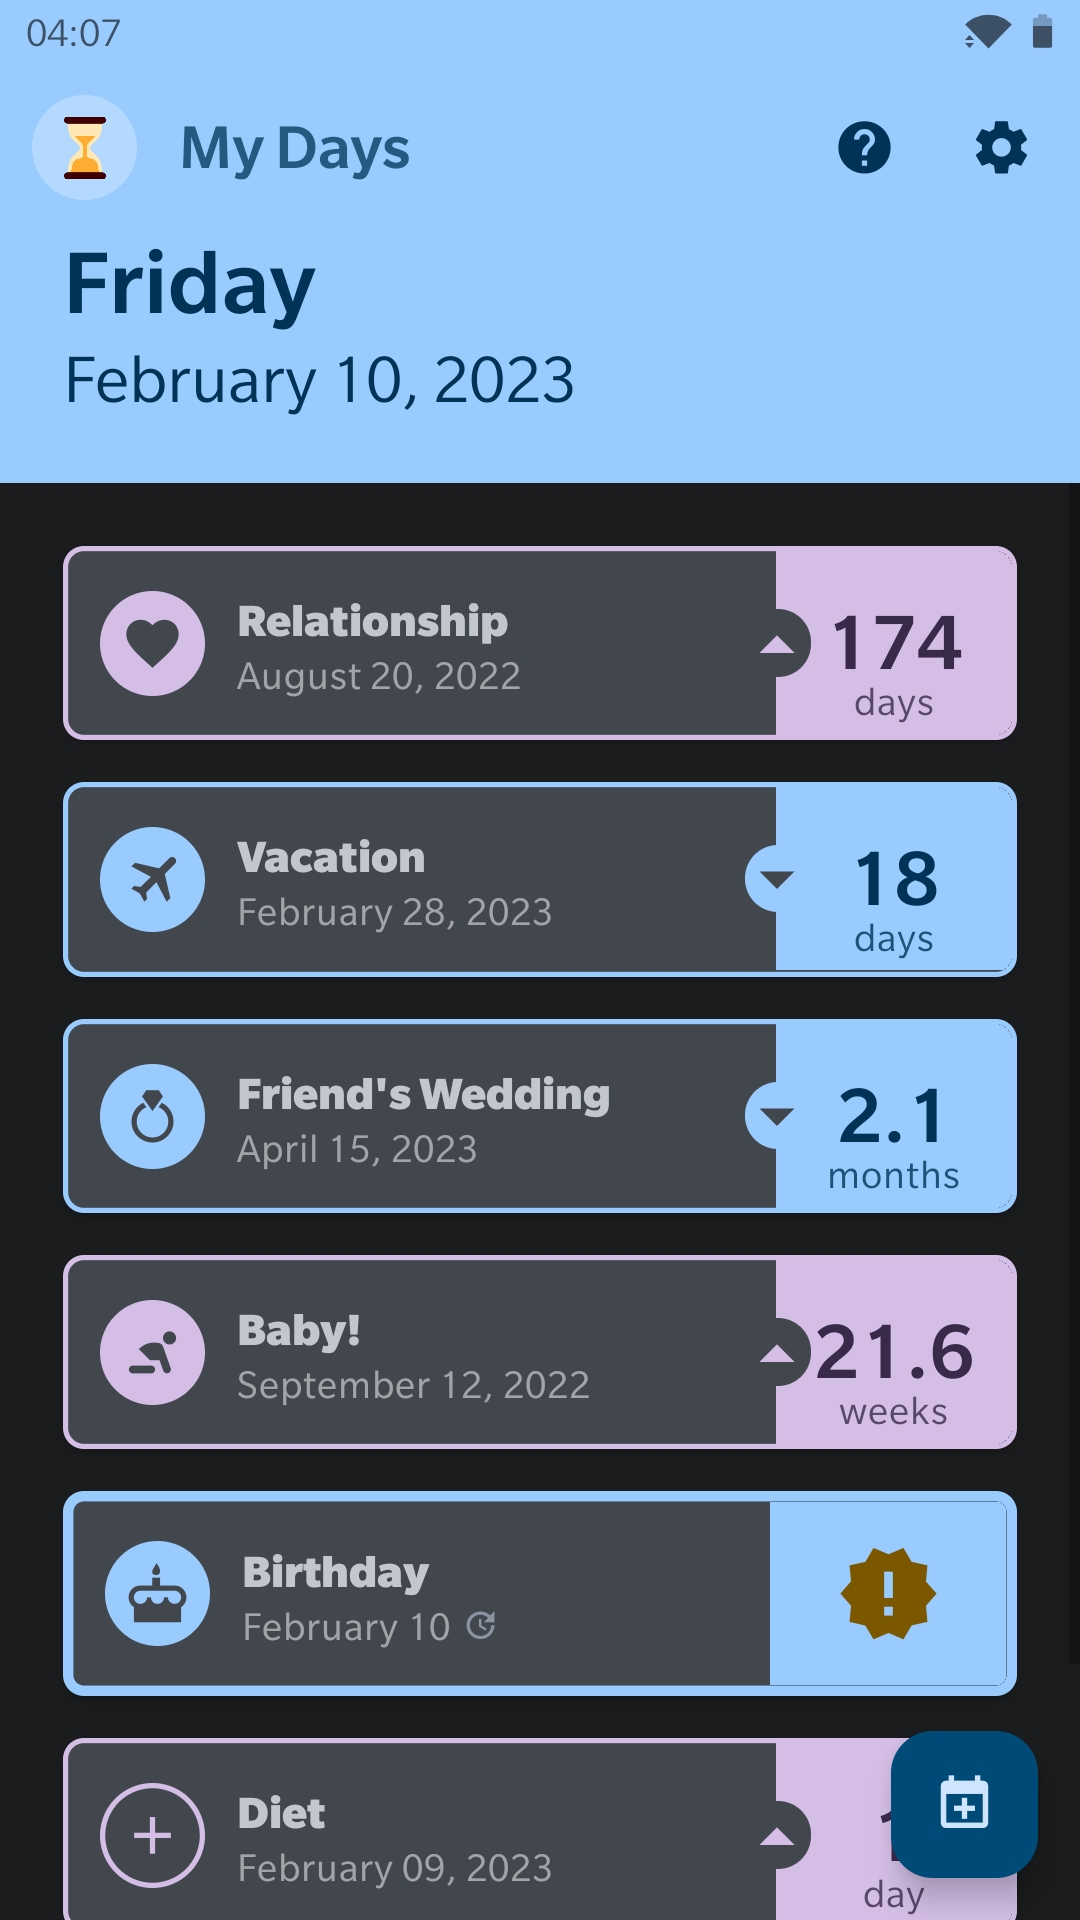 04:07
My Days
Friday
February 10, 2023
Relationship
August 20, 2022
174
days
Vacation
February 28, 2023
18
days
Friend's Wedding
April 15, 2023
2.1
months
Baby!
September 12, 2022
21.6
weeks
Birthday
February 10
Diet
February 09, 2023
1
day